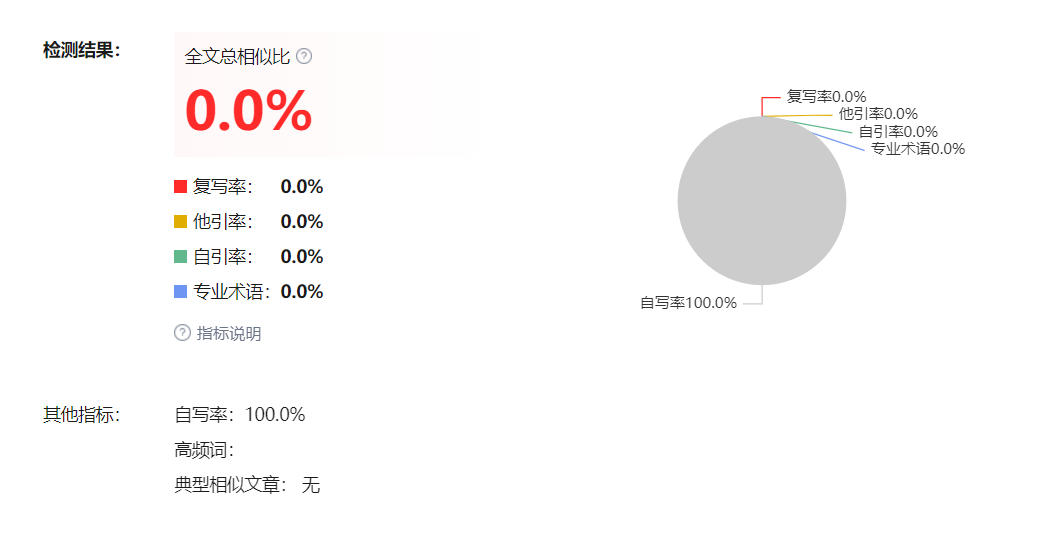 检测结果：
全文总相似比 ?
0.0%
复写率： 0.0%
他引率： 0.0%
自引率： 0.0%
专业术语： 0.0%
? 指标说明
复写率0.0%
他引率0.0%
自引率0.0%
专业术语0.0%
自写率100.0%
其他指标： 自写率：100.0%
高频词：
典型相似文章： 无